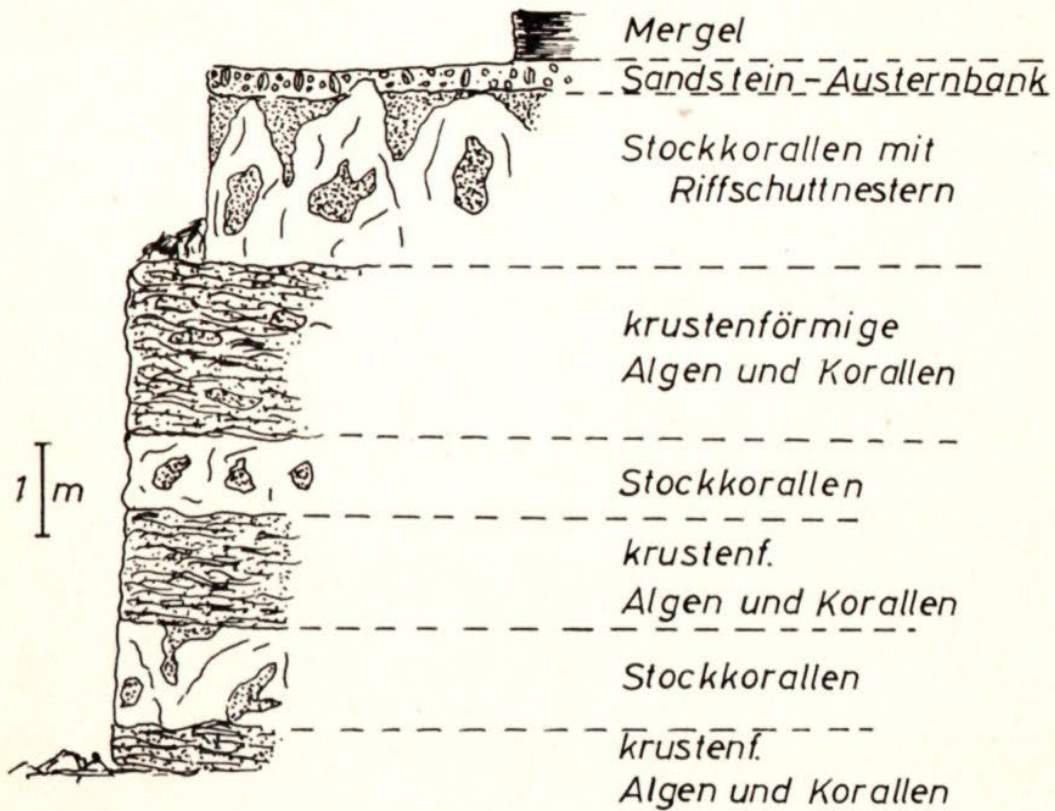 Mergel
Sandstein-Austernbank
Stockkorallen mit
Riffschuttnestern
krustenförmige
Algen und Korallen
1 m
Stockkorallen
krustenf.
Algen und Korallen
Stockkorallen
krustenf.
Algen und Korallen